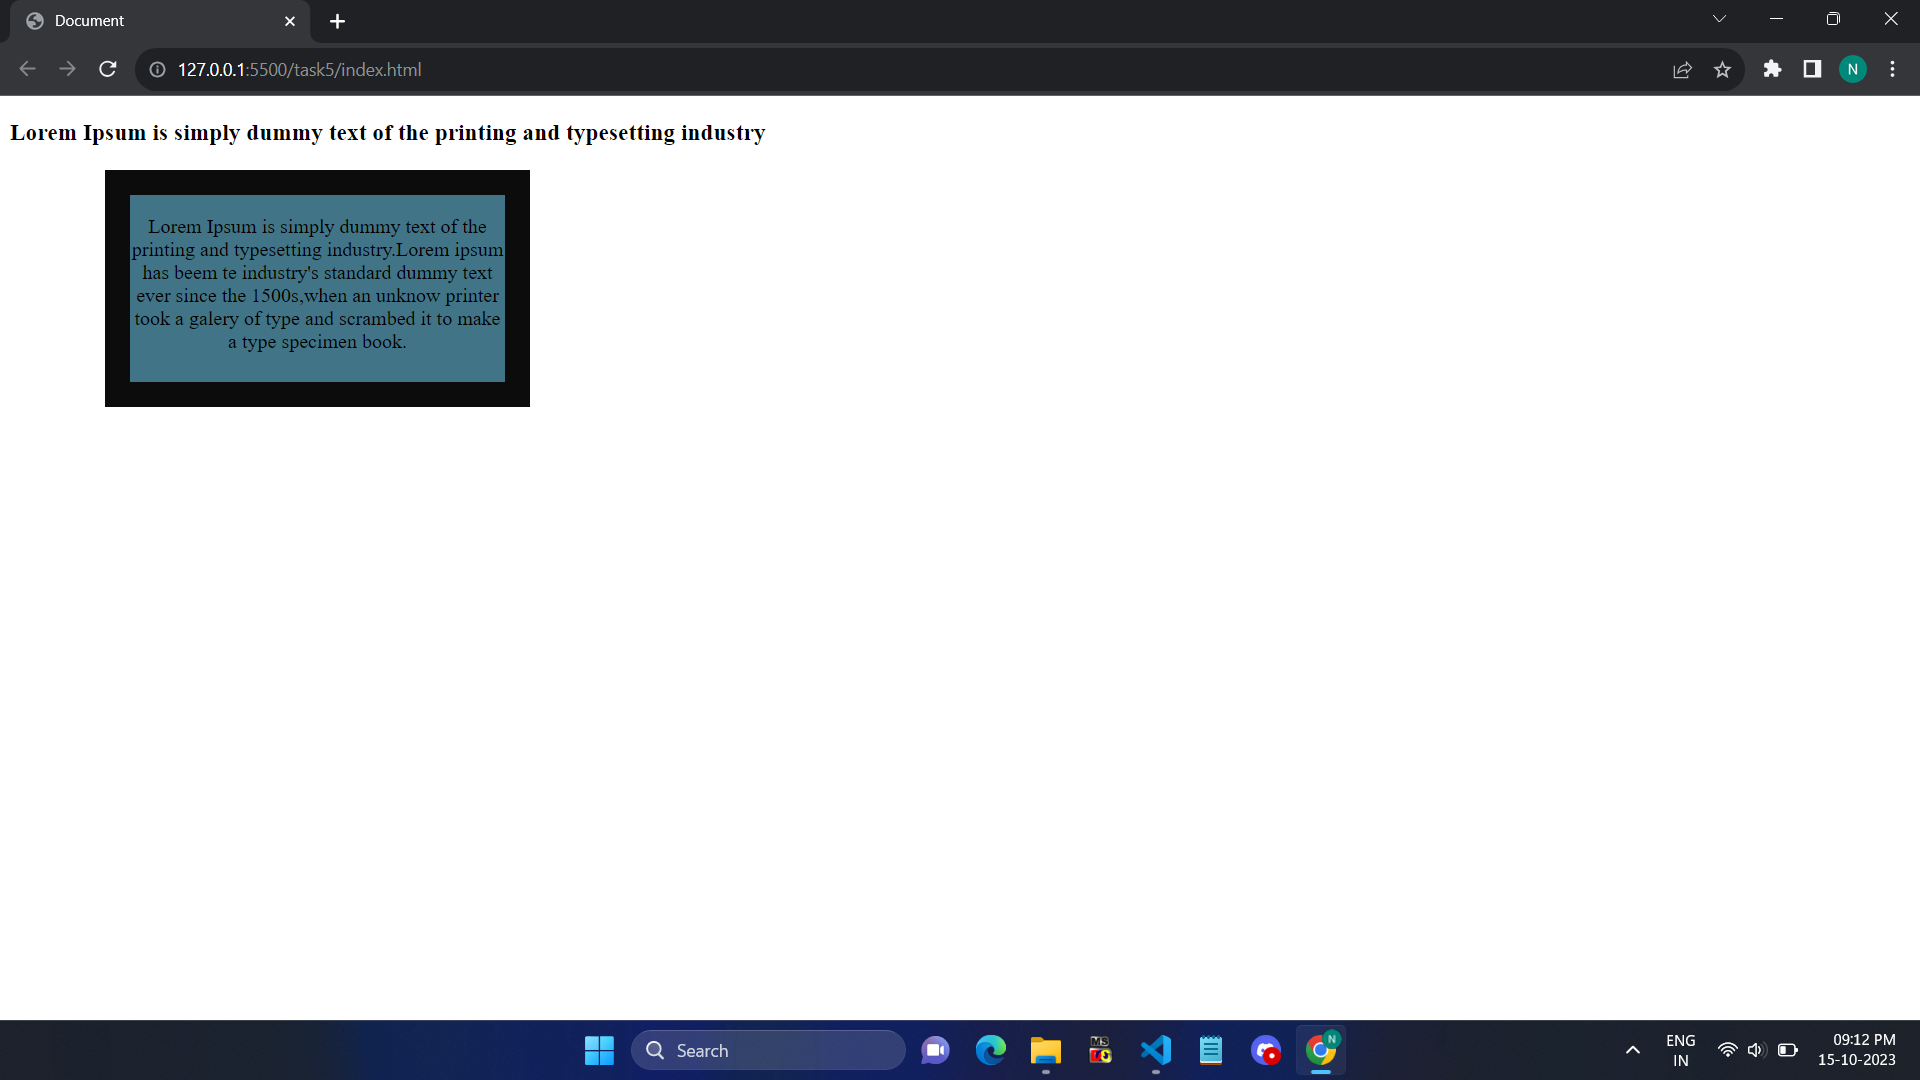 Document
127.0.0.1:5500/task5/index.html
N
Lorem Ipsum is simply dummy text of the printing and typesetting industry
Lorem Ipsum is simply dummy text of the
printing and typesetting industry.Lorem ipsum
has beem te industry's standard dummy text
ever since the 1500s,when an unknow printer
took a galery of type and scrambed it to make
a type specimen book.
Search
MS
N
ENG
IN
09:12 PM
15-10-2023